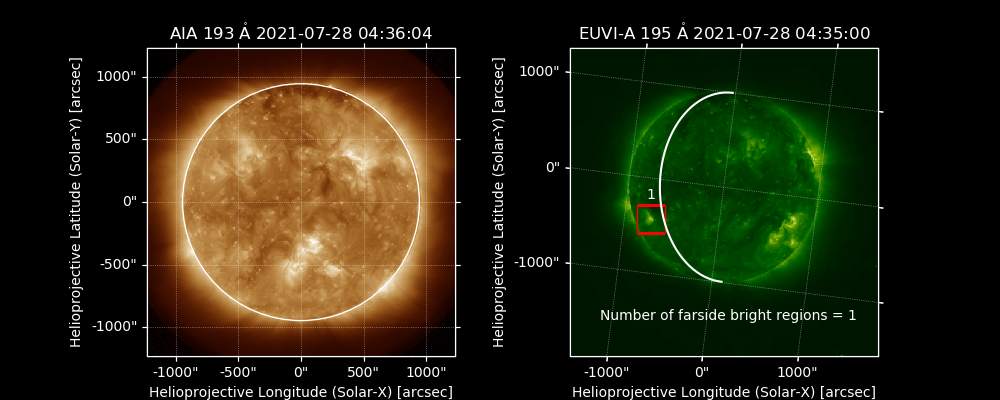 AIA 193 Å 2021-07-28 04:36:04
1000"
500"
0"
-500"
-1000"
-1000" -500" 0" 500" 1000"
Helioprojective Longitude (Solar-X) [arcsec]
Helioprojective Latitude (Solar-Y) [arcsec]
EUVI-A 195 Å 2021-07-28 04:35:00
1000"
0"
-1000"
1
Number of farside bright regions = 1
-1000" 0" 1000"
Helioprojective Longitude (Solar-X) [arcsec]
Helioprojective Latitude (Solar-Y) [arcsec]